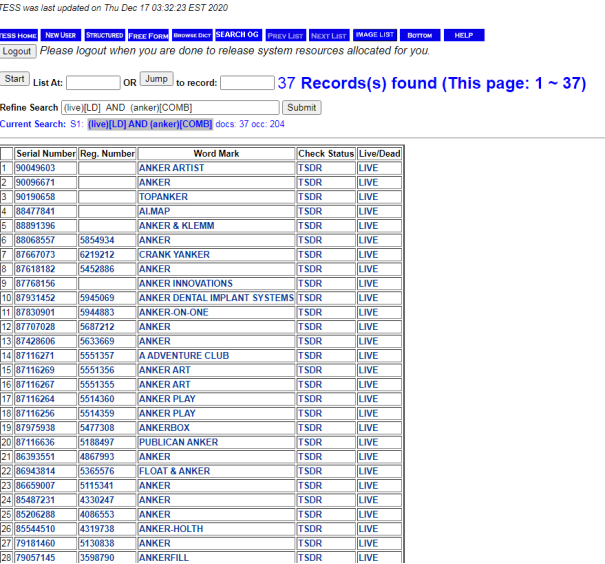 TESS was last updated on Thu Dec 17 03:32:23 EST 2020
TESS HOME NEW USER STRUCTURED FREE FORM BROWSE DICT SEARCH OG PREV LIST NEXT LIST IMAGE LIST BOTTOM HELP
Logout Please logout when you are done to release system resources allocated for you.
Start List At: OR Jump to record: 37 Records(s) found (This page: 1 ~ 37)
Refine Search (live)[LD] AND (anker)[COMB] Submit
Current Search: S1: (live)[LD] AND (anker)[COMB] docs: 37 occ: 204
Serial Number Reg. Number Word Mark Check Status Live/Dead
1 90049603 ANKER ARTIST TSDR LIVE
2 90096671 ANKER TSDR LIVE
3 90190658 TOPANKER TSDR LIVE
4 88477841 AI.MAP TSDR LIVE
5 88891396 ANKER & KLEMM TSDR LIVE
6 88068557 5854934 ANKER TSDR LIVE
7 87667073 6219212 CRANK YANKER TSDR LIVE
8 87618182 5452886 ANKER TSDR LIVE
9 87768156 ANKER INNOVATIONS TSDR LIVE
10 87931452 5945069 ANKER DENTAL IMPLANT SYSTEMS TSDR LIVE
11 87830901 5944883 ANKER-ON-ONE TSDR LIVE
12 87707028 5687212 ANKER TSDR LIVE
13 87428606 5633669 ANKER TSDR LIVE
14 87116271 5551357 A ADVENTURE CLUB TSDR LIVE
15 87116269 5551356 ANKER ART TSDR LIVE
16 87116267 5551355 ANKER ART TSDR LIVE
17 87116264 5514360 ANKER PLAY TSDR LIVE
18 87116256 5514359 ANKER PLAY TSDR LIVE
19 87975938 5477308 ANKERBOX TSDR LIVE
20 87116636 5188497 PUBLICAN ANKER TSDR LIVE
21 86393551 4867993 ANKER TSDR LIVE
22 86943814 5365576 FLOAT & ANKER TSDR LIVE
23 86659007 5115341 ANKER TSDR LIVE
24 85487231 4330247 ANKER TSDR LIVE
25 85206288 4086553 ANKER TSDR LIVE
26 85544510 4319738 ANKER-HOLTH TSDR LIVE
27 79181460 5130838 ANKER TSDR LIVE
28 79057145 3598790 ANKERFILL TSDR LIVE